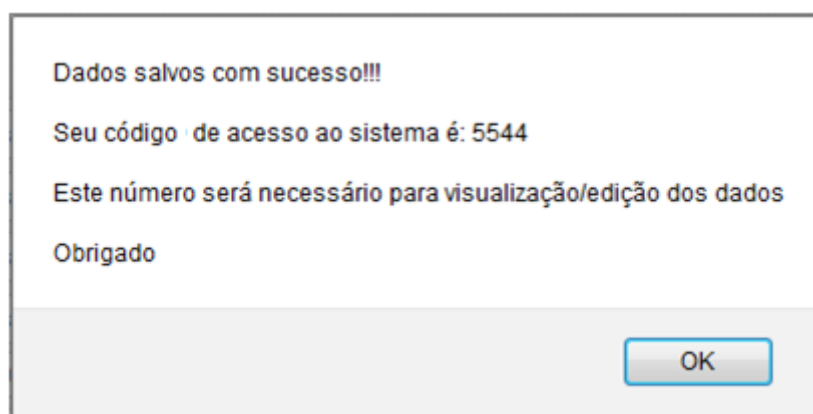 Dados salvos com sucesso!!!
Seu código de acesso ao sistema é: 5544
Este número será necessário para visualização/edição dos dados
Obrigado
OK